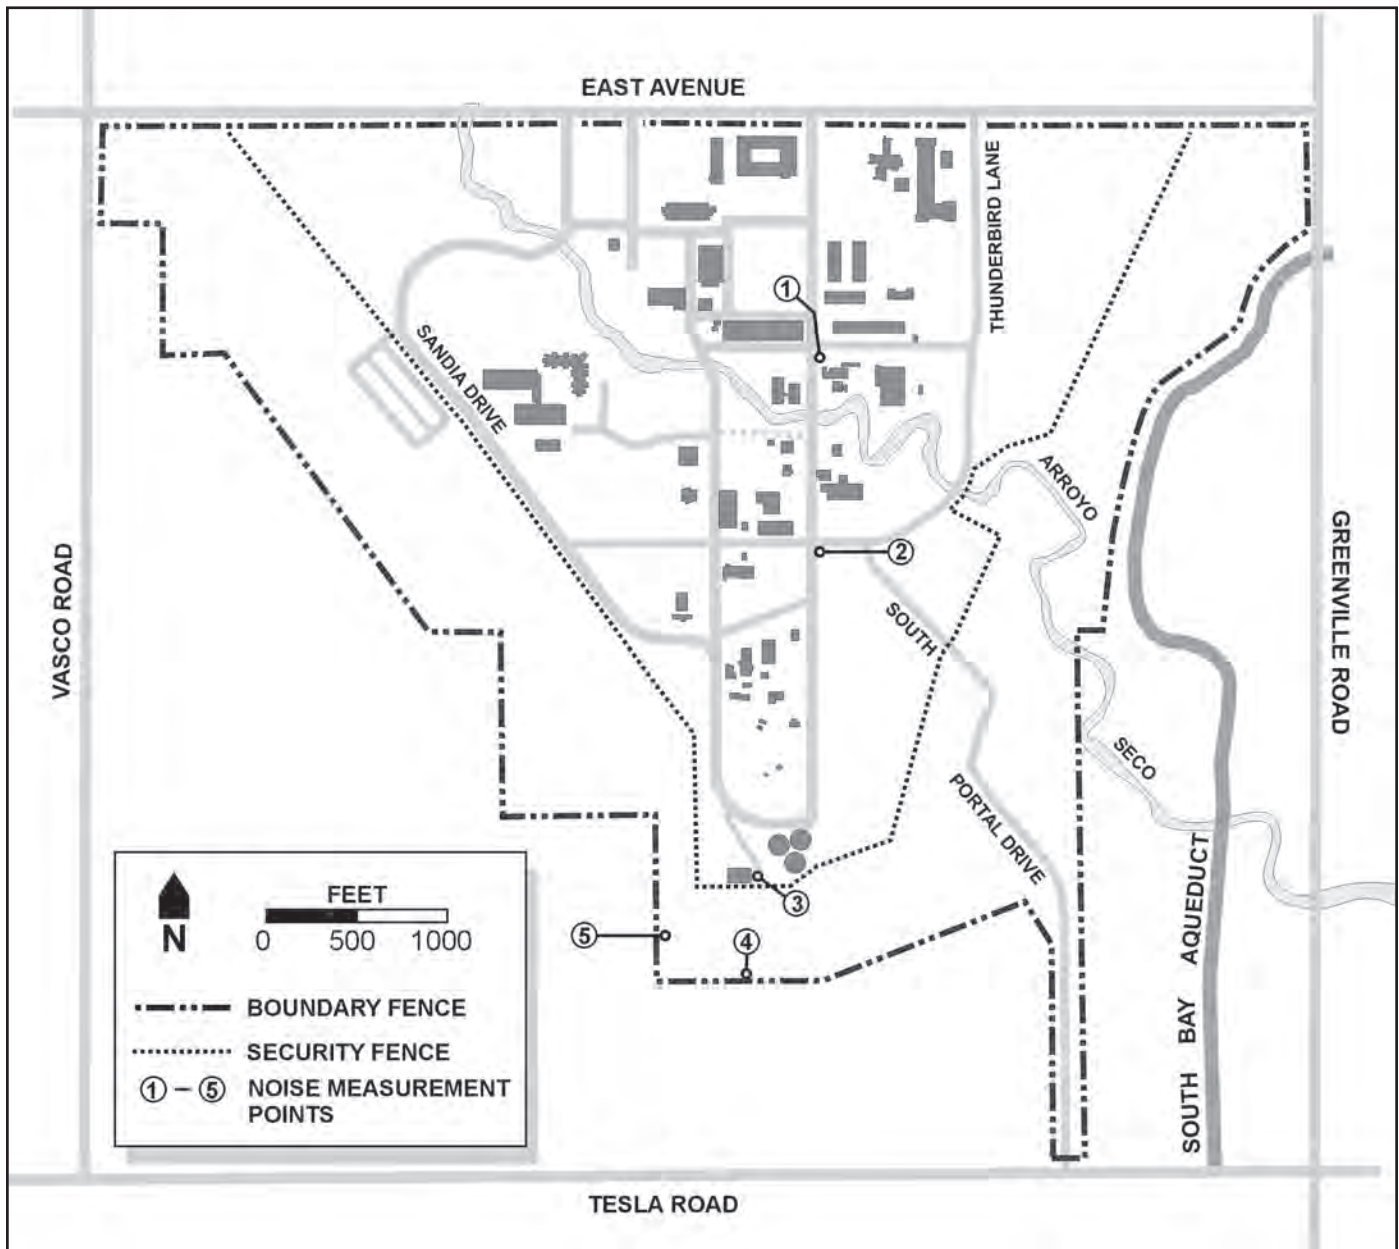 EAST AVENUE
THUNDERBIRD LANE
1
SANDIA DRIVE
ARROYO
VASCO ROAD
GREENVILLE ROAD
2
SOUTH
SECO
PORTAL DRIVE
3
5
4
SOUTH BAY AQUEDUCT
N
FEET
0 500 1000
BOUNDARY FENCE
SECURITY FENCE
1 – 5 NOISE MEASUREMENT
POINTS
TESLA ROAD